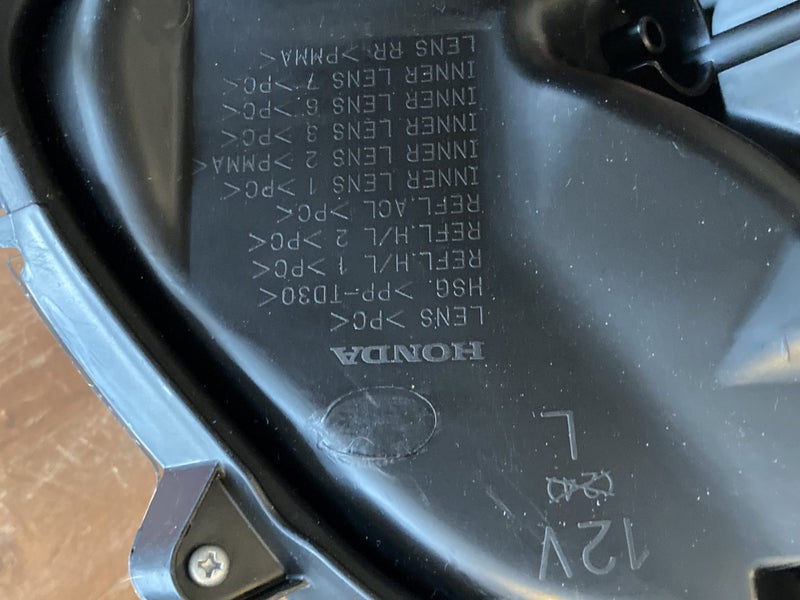 12V
L
HONDA
LENS >PC<
HSG. >PP-TD30<
REFL.H/L 1 >PC<
REFL.H/L 2 >PC<
REFL.ACL >PC<
INNER LENS 1 >PC<
INNER LENS 2 >PMMA<
INNER LENS 3 >PC<
INNER LENS 6 >PC<
INNER LENS 7 >PC<
LENS RR >PMMA<